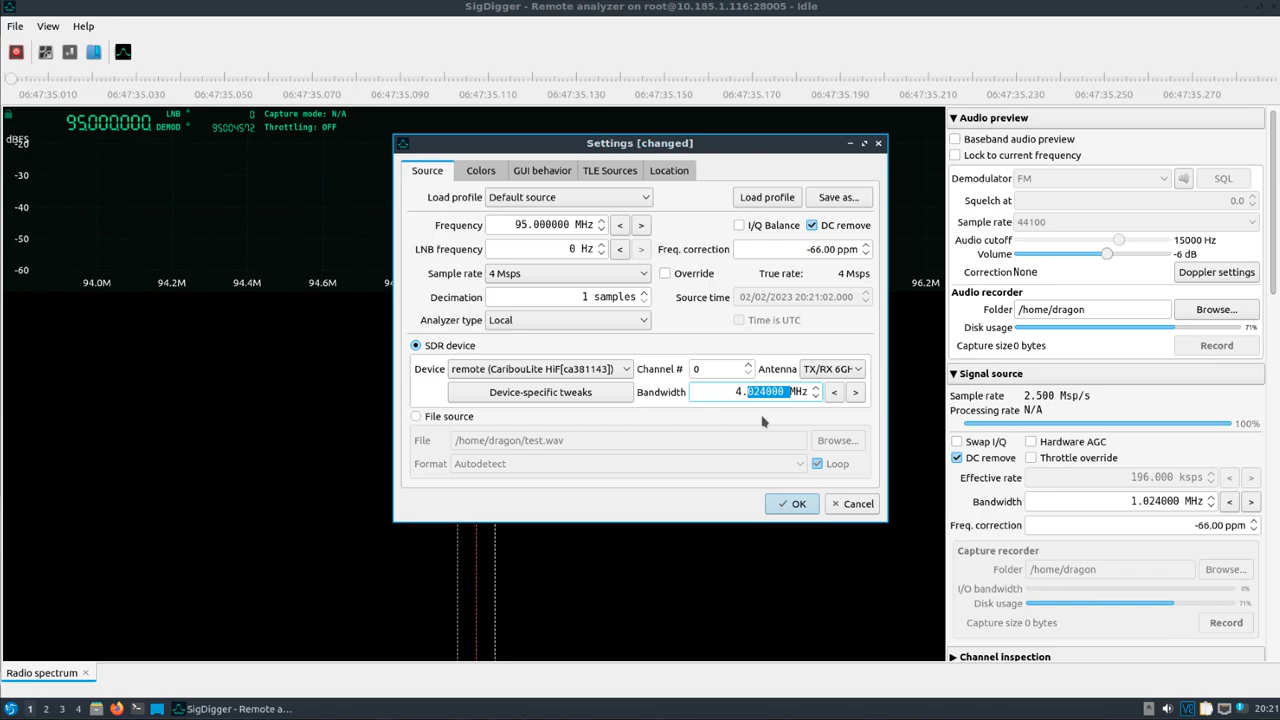 SigDigger - Remote analyzer on root@10.185.1.116:28005 - Idle
File View Help
06:47:35.010 06:47:35.030 06:47:35.050 06:47:35.070 06:47:35.090 06:47:35.110 06:47:35.130 06:47:35.150 06:47:35.170 06:47:35.190 06:47:35.210 06:47:35.230 06:47:35.250 06:47:35.270
95.000.000. LNB 0 Capture mode: N/A
DEMOD 95004572 Throttling: OFF
dBFS
-20
-30
-40
-50
-60
94.0M 94.2M 94.4M 94.6M 96.2M
Settings [changed]
Source Colors GUI behavior TLE Sources Location
Load profile Default source Load profile Save as...
Frequency 95.000000 MHz < > I/Q Balance DC remove
LNB frequency 0 Hz < > Freq. correction -66.00 ppm
Sample rate 4 Msps Override True rate: 4 Msps
Decimation 1 samples Source time 02/02/2023 20:21:02.000
Analyzer type Local Time is UTC
SDR device
Device remote (CaribouLite HiF[ca381143]) Channel # 0 Antenna TX/RX 6GH
Device-specific tweaks Bandwidth 4.024000 MHz < >
File source
File /home/dragon/test.wav Browse...
Format Autodetect Loop
OK Cancel
Audio preview
Baseband audio preview
Lock to current frequency
Demodulator FM SQL
Squelch at 0.0
Sample rate 44100
Audio cutoff 15000 Hz
Volume -6 dB
Correction None Doppler settings
Audio recorder
Folder /home/dragon Browse...
Disk usage 71%
Capture size 0 bytes Record
Signal source
Sample rate 2.500 Msp/s
Processing rate N/A
100%
Swap I/Q Hardware AGC
DC remove Throttle override
Effective rate 196.000 ksps < >
Bandwidth 1.024000 MHz < >
Freq. correction -66.00 ppm
Capture recorder
Folder /home/dragon Browse...
I/O bandwidth 0%
Disk usage 71%
Capture size 0 bytes Record
Channel inspection
Radio spectrum
1 2 3 4 SigDigger - Remote a... 20:21